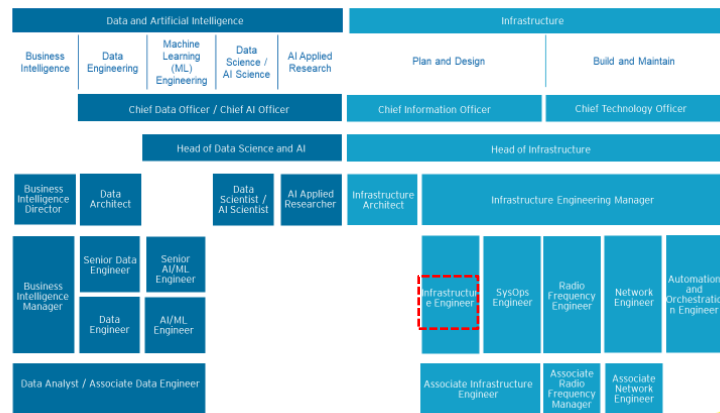 Data and Artificial Intelligence
Infrastructure
Business
Intelligence
Data
Engineering
Machine
Learning
(ML)
Engineering
Data
Science /
AI Science
AI Applied
Research
Plan and Design
Build and Maintain
Chief Data Officer / Chief AI Officer
Chief Information Officer
Chief Technology Officer
Head of Data Science and AI
Head of Infrastructure
Business
Intelligence
Director
Data
Architect
Data
Scientist /
AI Scientist
AI Applied
Researcher
Infrastructure
Architect
Infrastructure Engineering Manager
Business
Intelligence
Manager
Senior Data
Engineer
Senior
AI/ML
Engineer
Data
Engineer
AI/ML
Engineer
Infrastructur
e Engineer
SysOps
Engineer
Radio
Frequency
Engineer
Network
Engineer
Automation
and
Orchestratio
n Engineer
Data Analyst / Associate Data Engineer
Associate Infrastructure
Engineer
Associate
Radio
Frequency
Manager
Associate
Network
Engineer